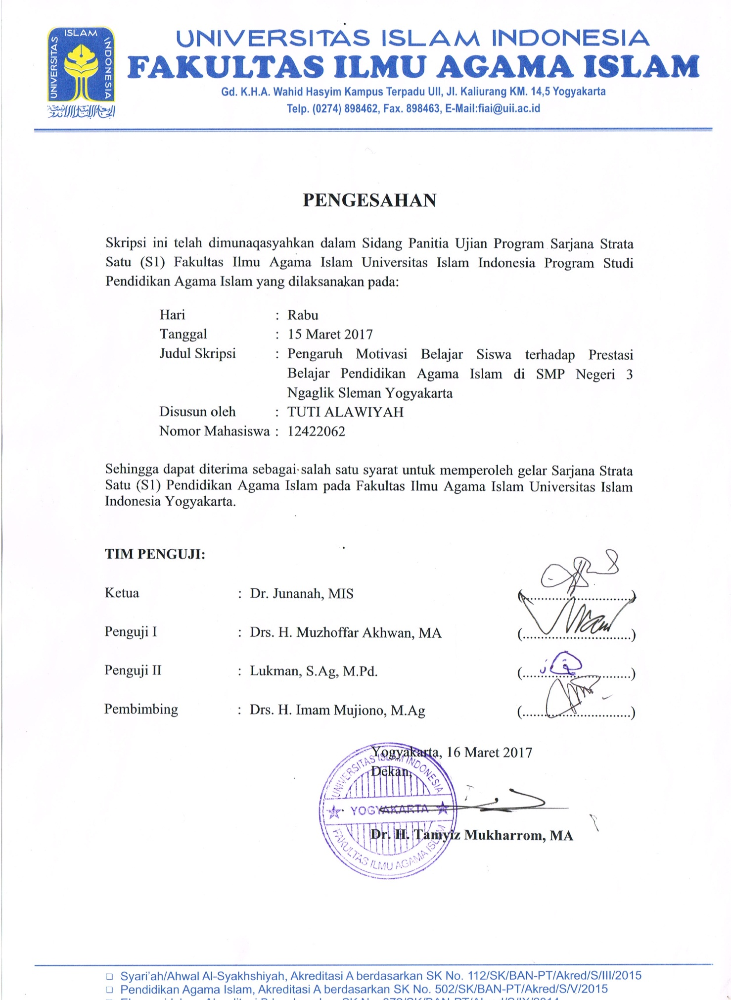 UNIVERSITAS ISLAM INDONESIA
UNIVERSITAS ISLAM INDONESIA
FAKULTAS ILMU AGAMA ISLAM
Gd. K.H.A. Wahid Hasyim Kampus Terpadu UII, Jl. Kaliurang KM. 14,5 Yogyakarta
Telp. (0274) 898462, Fax. 898463, E-Mail:fiai@uii.ac.id
PENGESAHAN
Skripsi ini telah dimunaqasyahkan dalam Sidang Panitia Ujian Program Sarjana Strata
Satu (S1) Fakultas Ilmu Agama Islam Universitas Islam Indonesia Program Studi
Pendidikan Agama Islam yang dilaksanakan pada:
Hari : Rabu
Tanggal : 15 Maret 2017
Judul Skripsi : Pengaruh Motivasi Belajar Siswa terhadap Prestasi
Belajar Pendidikan Agama Islam di SMP Negeri 3
Ngaglik Sleman Yogyakarta
Disusun oleh : TUTI ALAWIYAH
Nomor Mahasiswa : 12422062
Sehingga dapat diterima sebagai salah satu syarat untuk memperoleh gelar Sarjana Strata
Satu (S1) Pendidikan Agama Islam pada Fakultas Ilmu Agama Islam Universitas Islam
Indonesia Yogyakarta.
TIM PENGUJI:
Ketua : Dr. Junanah, MIS (..............................)
Penguji I : Drs. H. Muzhoffar Akhwan, MA (..............................)
Penguji II : Lukman, S.Ag, M.Pd. (..............................)
Pembimbing : Drs. H. Imam Mujiono, M.Ag (..............................)
Yogyakarta, 16 Maret 2017
Dekan,
UNIVERSITAS ISLAM INDONESIA
YOGYAKARTA
FAKULTAS ILMU AGAMA ISLAM
Dr. H. Tamyiz Mukharrom, MA
❑ Syari'ah/Ahwal Al-Syakhshiyah, Akreditasi A berdasarkan SK No. 112/SK/BAN-PT/Akred/S/III/2015
❑ Pendidikan Agama Islam, Akreditasi A berdasarkan SK No. 502/SK/BAN-PT/Akred/S/V/2015